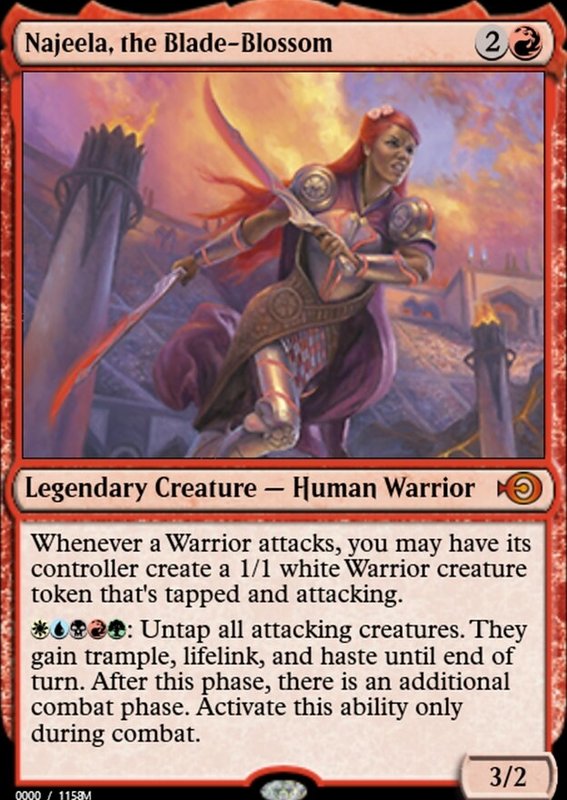 Najeela, the Blade-Blossom 2
Legendary Creature — Human Warrior
Whenever a Warrior attacks, you may have its
controller create a 1/1 white Warrior creature
token that's tapped and attacking.
: Untap all attacking creatures. They
gain trample, lifelink, and haste until end of
turn. After this phase, there is an additional
combat phase. Activate this ability only
during combat.
3/2
0000 / 1158M